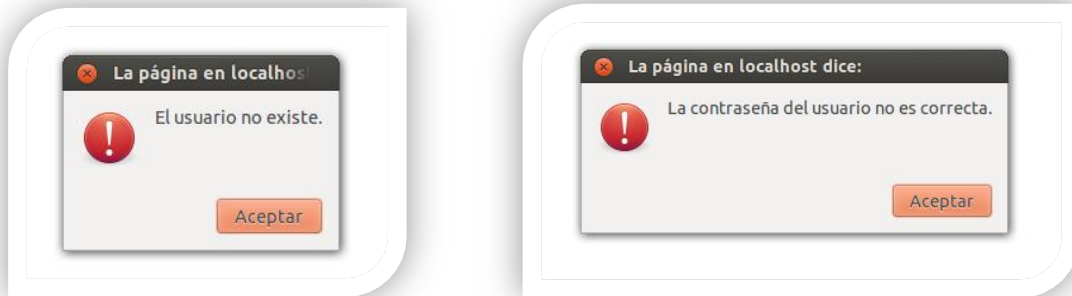 La página en localhos
El usuario no existe.
Aceptar
La página en localhost dice:
La contraseña del usuario no es correcta.
Aceptar